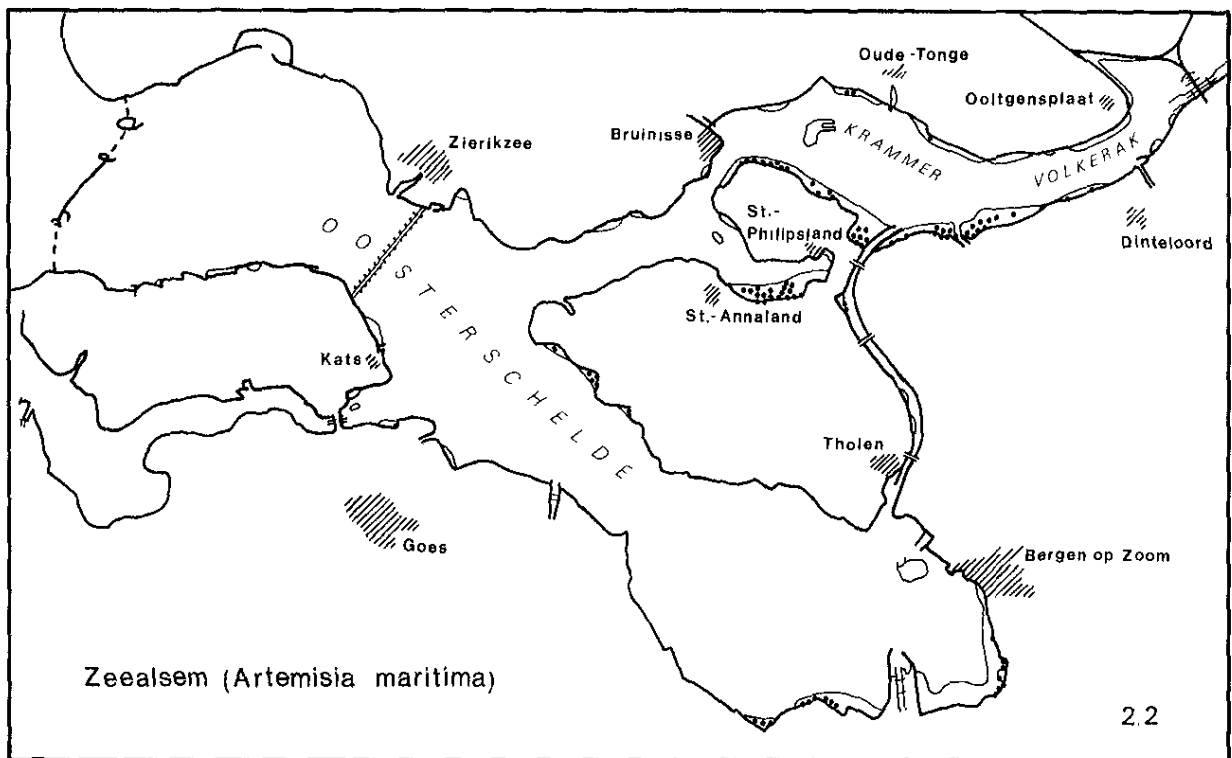 Oude-Tonge
Ooltgensplaat
Zierikzee
Bruinisse
KRAMMER
VOLKERAK
St.-
Philipsland
Dinteloord
OOSTERSCHELDE
St.-Annaland
Kats
Tholen
Goes
Bergen op Zoom
Zeealsem (Artemisia maritima)
2.2